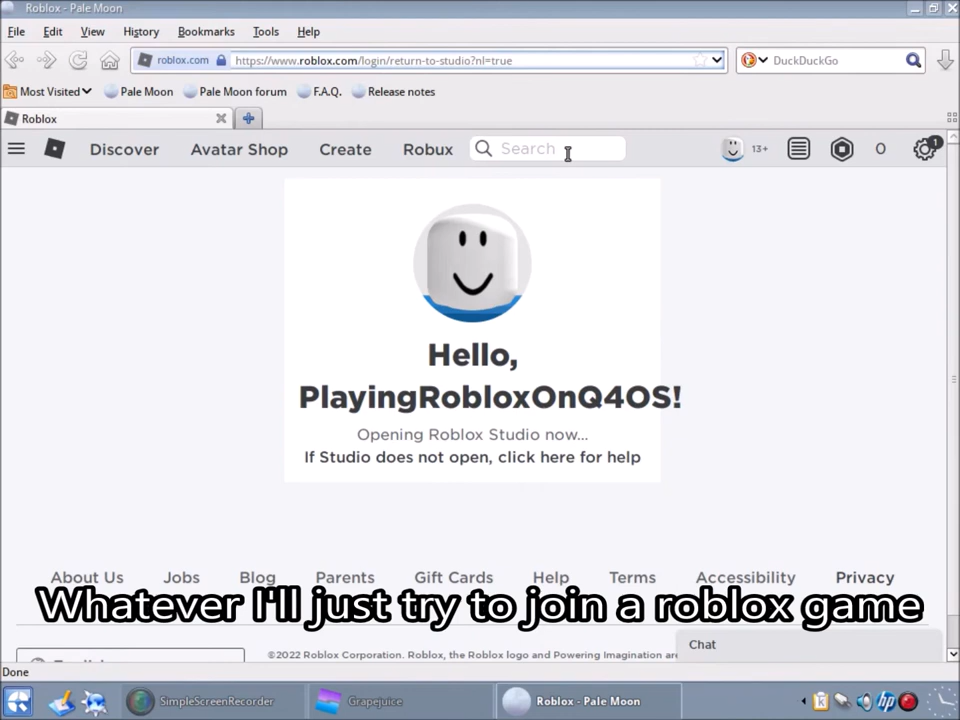 Roblox - Pale Moon
File Edit View History Bookmarks Tools Help
roblox.com https://www.roblox.com/login/return-to-studio?nl=true DuckDuckGo
Most Visited Pale Moon Pale Moon forum F.A.Q. Release notes
Roblox
Discover Avatar Shop Create Robux Search 13+ 0 1
Hello,
PlayingRobloxOnQ4OS!
Opening Roblox Studio now...
If Studio does not open, click here for help
About Us Jobs Blog Parents Gift Cards Help Terms Accessibility Privacy
Whatever I'll just try to join a roblox game
Chat
©2022 Roblox Corporation. Roblox, the Roblox logo and Powering Imagination are
Done
SimpleScreenRecorder Grapejuice Roblox - Pale Moon